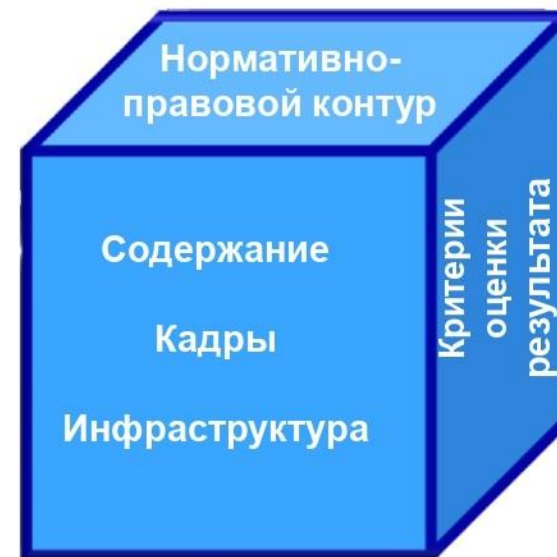 Нормативно-
правовой контур
Содержание
Кадры
Инфраструктура
Критерии
оценки
результата